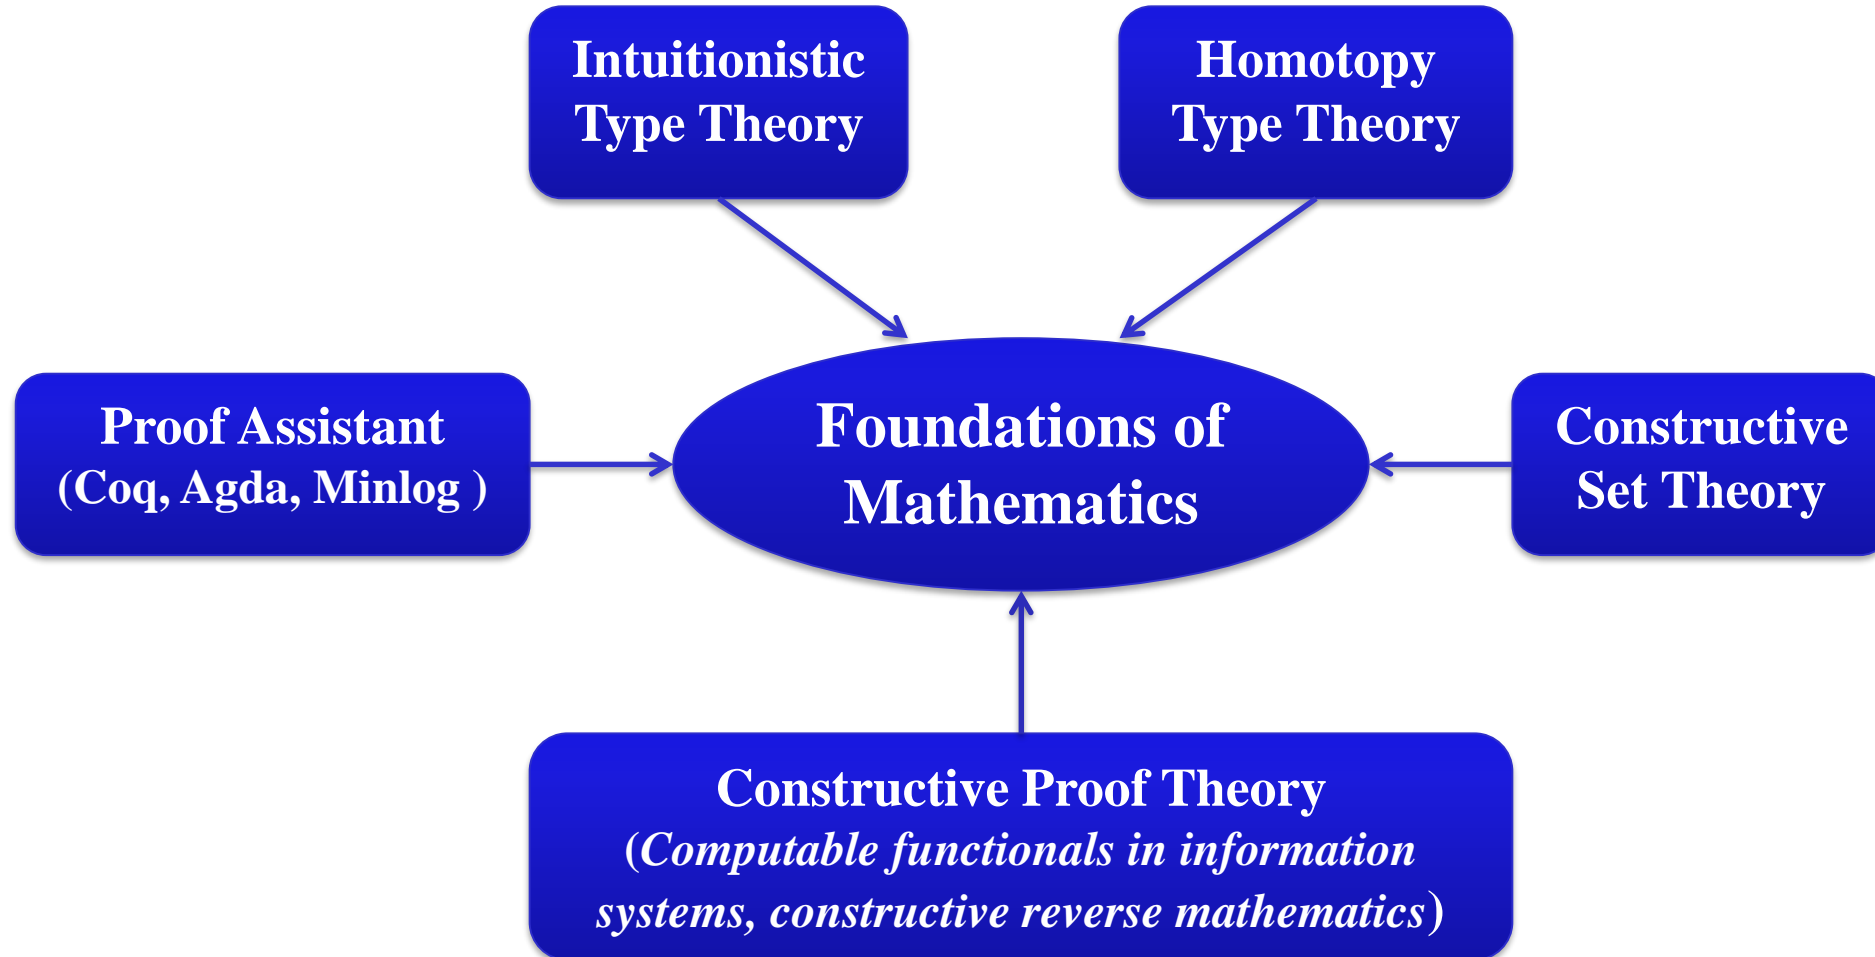 Intuitionistic
Type Theory
Homotopy
Type Theory
Proof Assistant
(Coq, Agda, Minlog )
Foundations of
Mathematics
Constructive
Set Theory
Constructive Proof Theory
(Computable functionals in information
systems, constructive reverse mathematics)